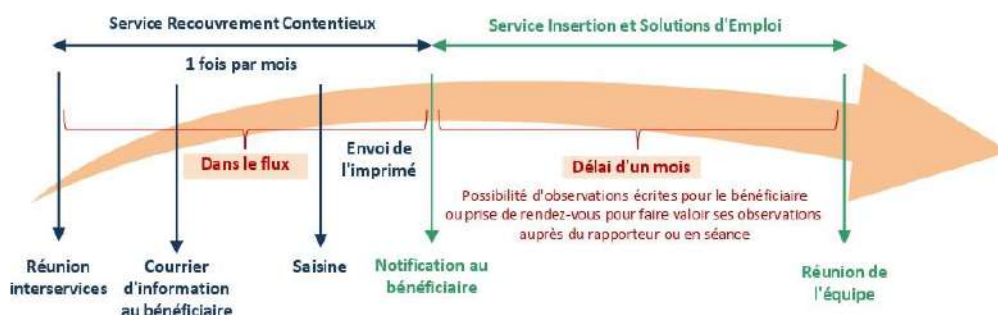 Service Recouvrement Contentieux
Service Insertion et Solutions d'Emploi
1 fois par mois
Dans le flux
Envoi de
l'imprimé
Délai d'un mois
Possibilité d'observations écrites pour le bénéficiaire
ou prise de rendez-vous pour faire valoir ses observations
auprès du rapporteur ou en séance
Réunion
interservices
Courrier
d'information
au bénéficiaire
Saisine
Notification au
bénéficiaire
Réunion de
l'équipe